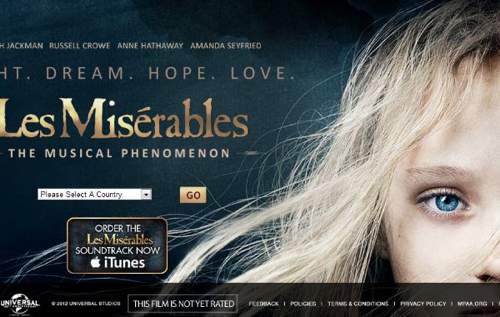 H JACKMAN RUSSELL CROWE ANNE HATHAWAY AMANDA SEYFRIED
HT. DREAM. HOPE. LOVE.
Les Misérables
THE MUSICAL PHENOMENON
Please Select A Country GO
ORDER THE
Les Misérables
SOUNDTRACK NOW
iTunes
UNIVERSAL © 2012 UNIVERSAL STUDIOS THIS FILM IS NOT YET RATED FEEDBACK | POLICIES | TERMS & CONDITIONS | PRIVACY POLICY | MPAA.ORG